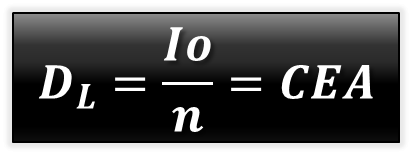 D_L = Io/n = CEA